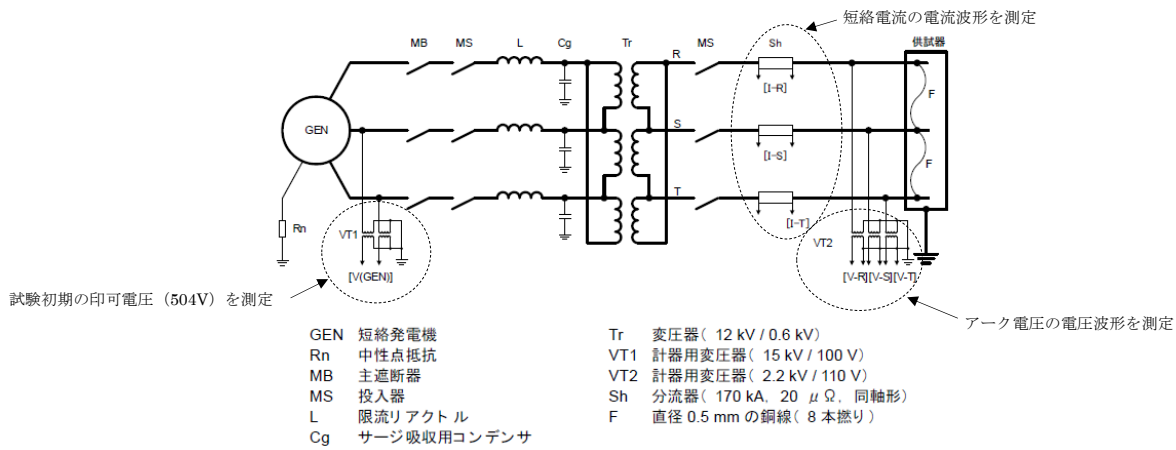 短絡電流の電流波形を測定
MB MS L Cg Tr R MS Sh 供試器
[I-R]
F
GEN
S
[I-S]
F
T
[I-T]
Rn
VT1
VT2
[V(GEN)]
[V-R][V-S][V-T]
試験初期の印可電圧(504V)を測定
アーク電圧の電圧波形を測定
GEN 短絡発電機
Rn 中性点抵抗
MB 主遮断器
MS 投入器
L 限流リアクトル
Cg サージ吸収用コンデンサ
Tr 変圧器( 12 kV / 0.6 kV)
VT1 計器用変圧器( 15 kV / 100 V)
VT2 計器用変圧器( 2.2 kV / 110 V)
Sh 分流器( 170 kA, 20 μΩ, 同軸形)
F 直径 0.5 mm の銅線( 8 本撚り)